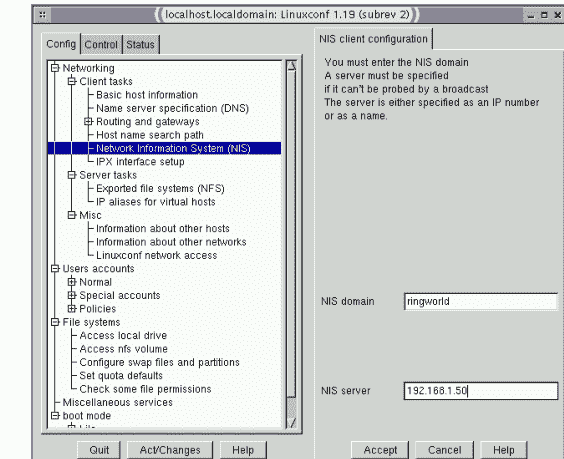 localhost.localdomain: Linuxconf 1.19 (subrev 2)
Config Control Status
Networking
Client tasks
Basic host information
Name server specification (DNS)
Routing and gateways
Host name search path
Network Information System (NIS)
IPX interface setup
Server tasks
Exported file systems (NFS)
IP aliases for virtual hosts
Misc
Information about other hosts
Information about other networks
Linuxconf network access
Users accounts
Normal
Special accounts
Policies
File systems
Access local drive
Access nfs volume
Configure swap files and partitions
Set quota defaults
Check some file permissions
Miscellaneous services
boot mode
Quit Act/Changes Help
NIS client configuration
You must enter the NIS domain
A server must be specified
if it can't be probed by a broadcast
The server is either specified as an IP number
or as a name.
NIS domain ringworld
NIS server 192.168.1.50
Accept Cancel Help